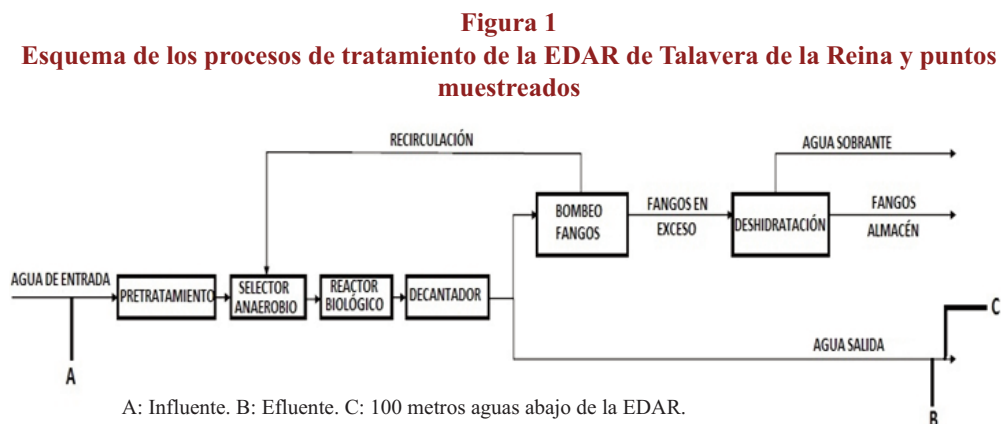 Figura 1
Esquema de los procesos de tratamiento de la EDAR de Talavera de la Reina y puntos
muestreados
RECIRCULACIÓN
AGUA SOBRANTE
BOMBEO
FANGOS
FANGOS EN
EXCESO
DESHIDRATACIÓN
FANGOS
ALMACÉN
AGUA DE ENTRADA
PRETRATAMIENTO
SELECTOR
ANAEROBIO
REACTOR
BIOLÓGICO
DECANTADOR
AGUA SALIDA
C
A
B
A: Influente. B: Efluente. C: 100 metros aguas abajo de la EDAR.